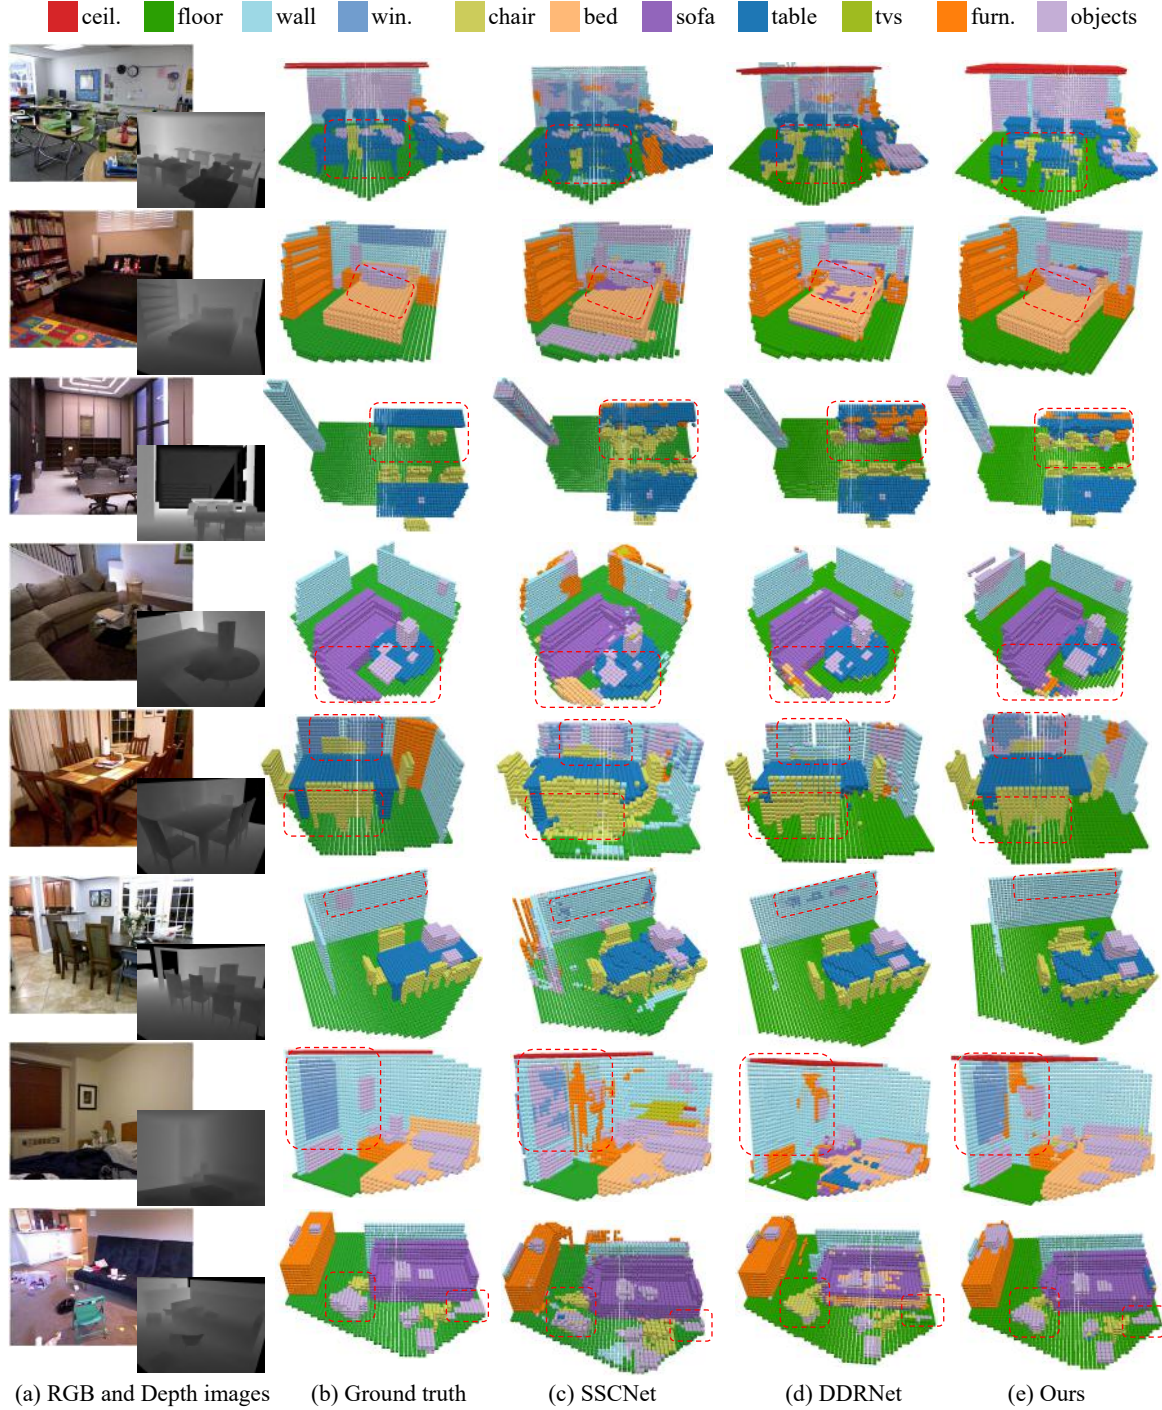 ceil. floor wall win. chair bed sofa table tvs furn. objects
(a) RGB and Depth images (b) Ground truth (c) SSCNet (d) DDRNet (e) Ours